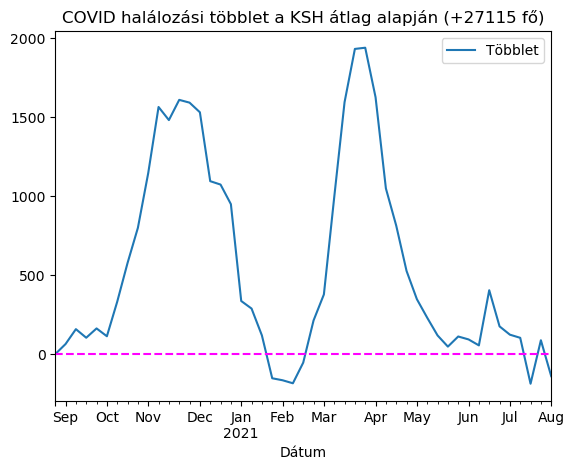 COVID halálozási többlet a KSH átlag alapján (+27115 fő)
Többlet
2000
1500
1000
500
0
Sep Oct Nov Dec Jan Feb Mar Apr May Jun Jul Aug
2021
Dátum